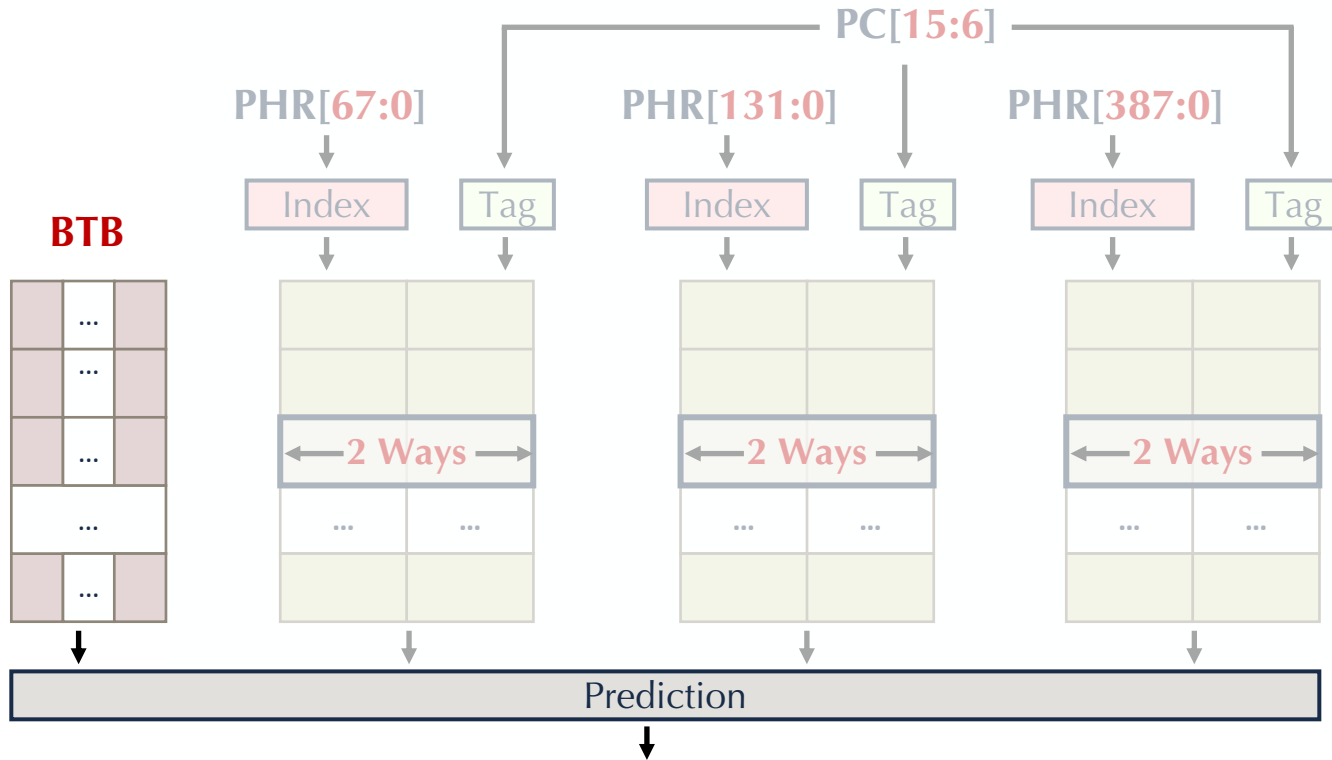 PC[15:6]
PHR[67:0] PHR[131:0] PHR[387:0]
Index Tag Index Tag Index Tag
BTB
...
...
... 2 Ways 2 Ways 2 Ways
... ... ... ... ... ... ...
...
Prediction